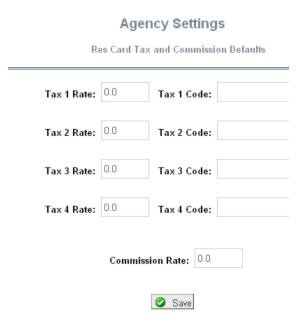 Agency Settings
Res Card Tax and Commission Defaults
Tax 1 Rate: 0.0 Tax 1 Code:
Tax 2 Rate: 0.0 Tax 2 Code:
Tax 3 Rate: 0.0 Tax 3 Code:
Tax 4 Rate: 0.0 Tax 4 Code:
Commission Rate: 0.0
Save